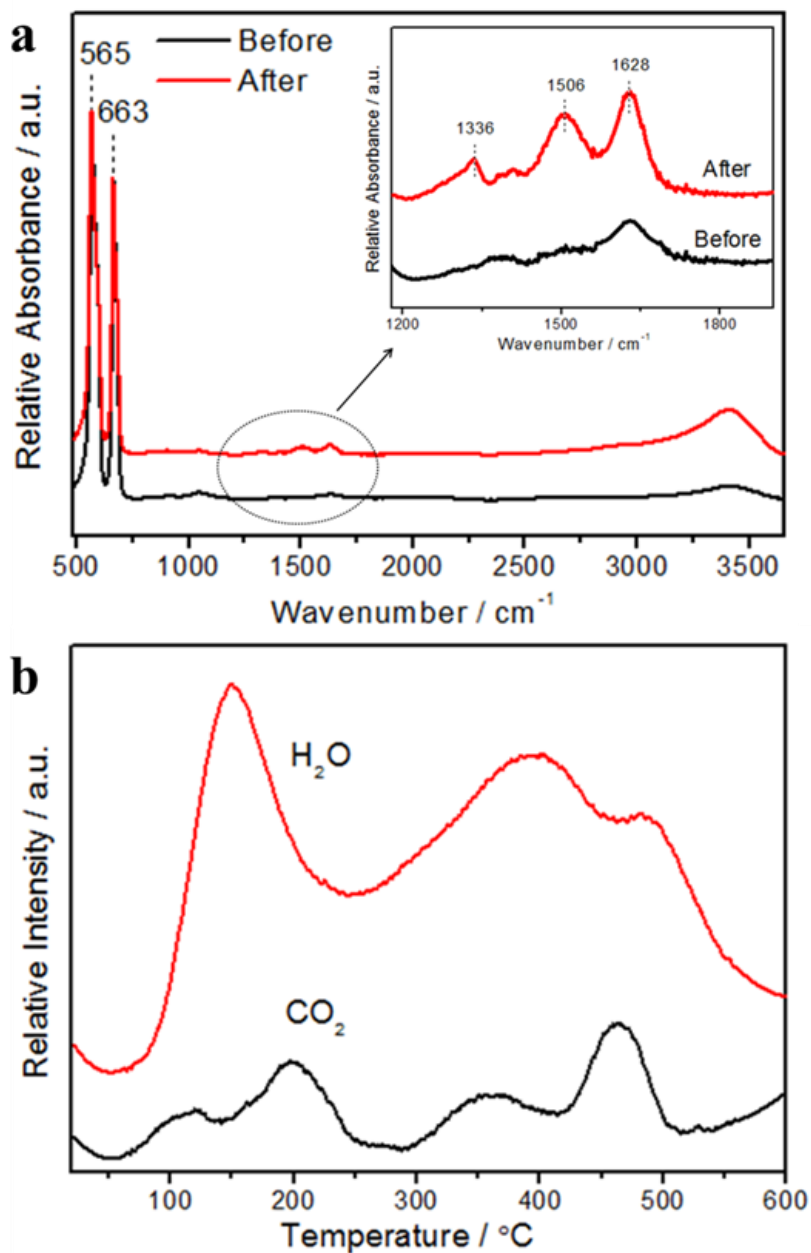 a
565
663
Before
After
1336
1506
1628
After
Before
Relative Absorbance / a.u.
1200
1500
1800
Wavenumber / cm⁻¹
Relative Absorbance / a.u.
500
1000
1500
2000
2500
3000
3500
Wavenumber / cm⁻¹
b
H₂O
CO₂
Relative Intensity / a.u.
100
200
300
400
500
600
Temperature / °C